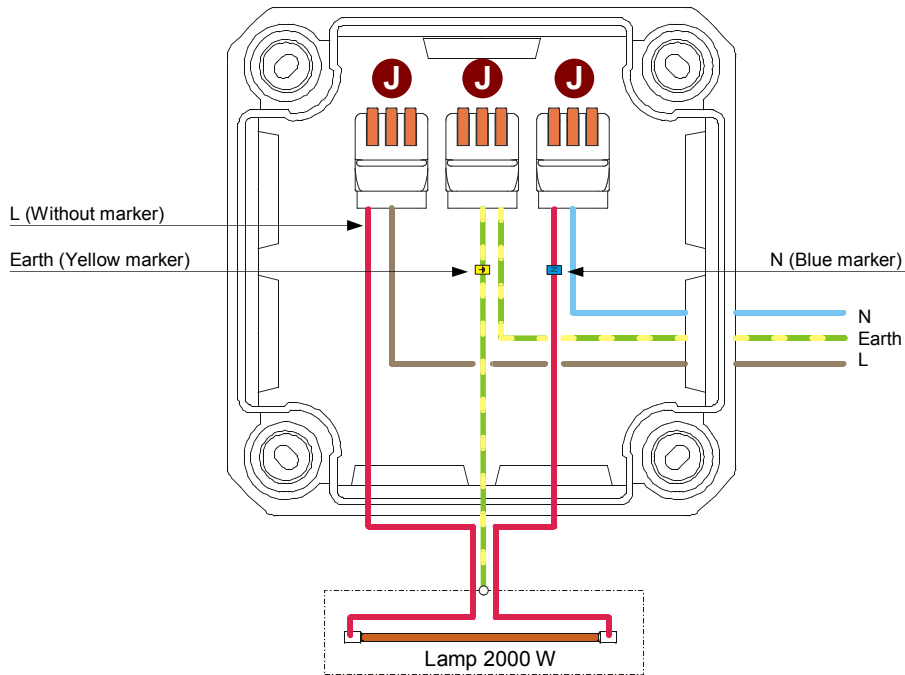 J J J
L (Without marker)
Earth (Yellow marker)
N (Blue marker)
N
Earth
L
Lamp 2000 W